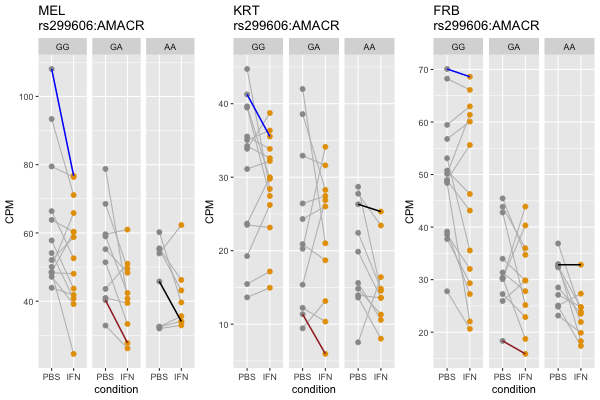 MEL
rs299606:AMACR
GG GA AA
CPM
100
80
60
40
PBS IFN PBS IFN PBS IFN
condition
KRT
rs299606:AMACR
GG GA AA
CPM
40
30
20
10
PBS IFN PBS IFN PBS IFN
condition
FRB
rs299606:AMACR
GG GA AA
CPM
70
60
50
40
30
20
PBS IFN PBS IFN PBS IFN
condition